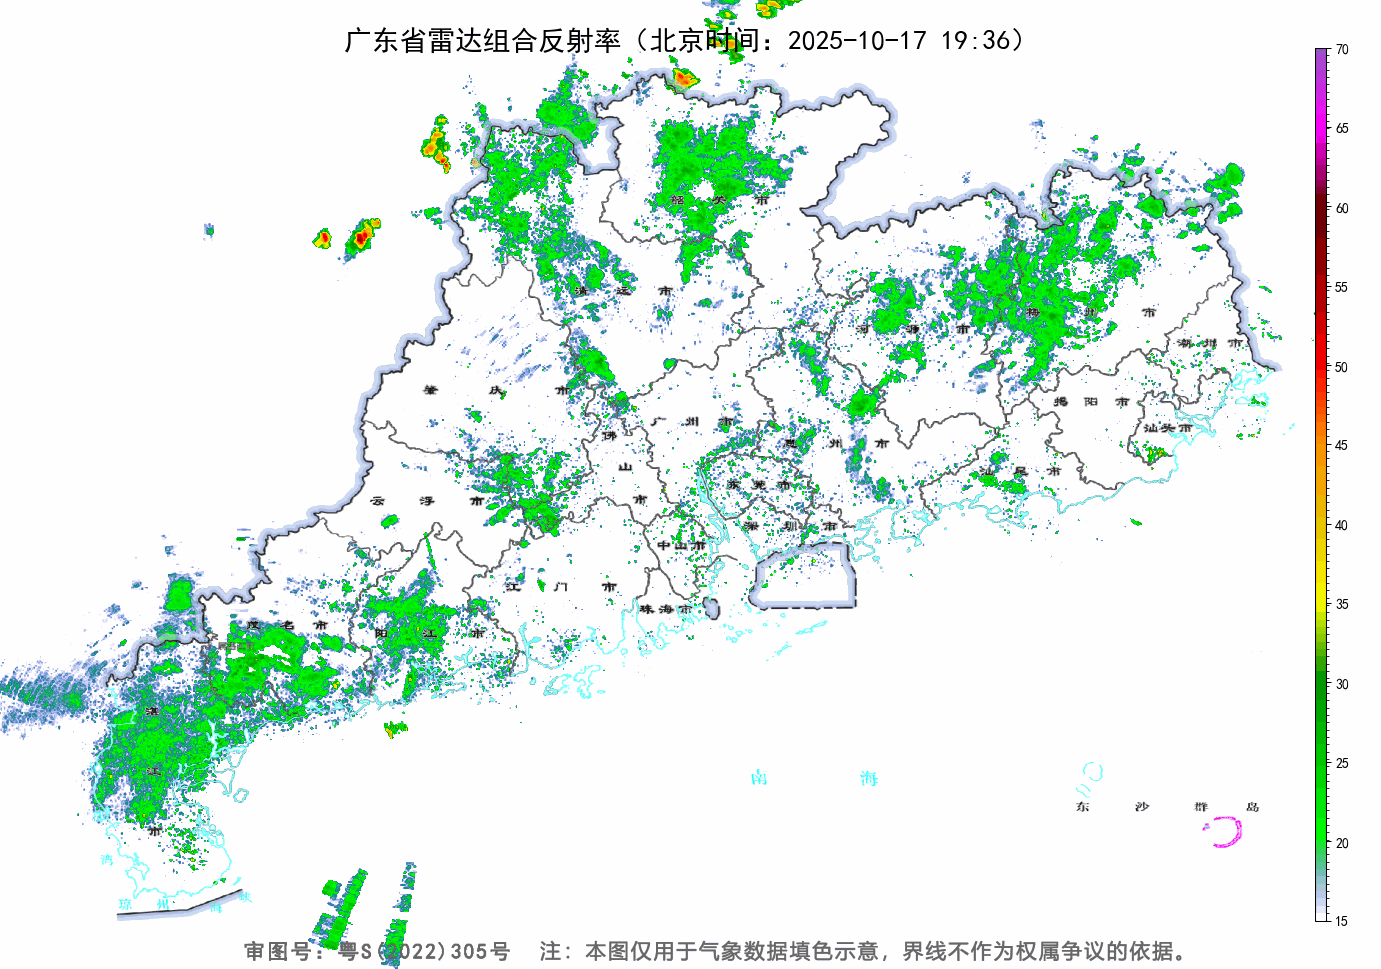 广东省雷达组合反射率（北京时间：2025-10-17 19:36）
70
65
60
55
50
45
40
35
30
25
20
15
韶 关 市
清 远 市
河 源 市
梅 州 市
潮 州 市
肇 庆 市
广 州 市
揭 阳 市
汕头市
佛 山 市
惠 州 市
云 浮 市
东 莞 市
汕 尾 市
深 圳 市
中山市
江 门 市
珠海市
茂 名 市
阳 江 市
湛 江 市
南 海
东 沙 群 岛
湾
琼 州 海 峡
审图号：粤S(2022)305号 注：本图仅用于气象数据填色示意，界线不作为权属争议的依据。